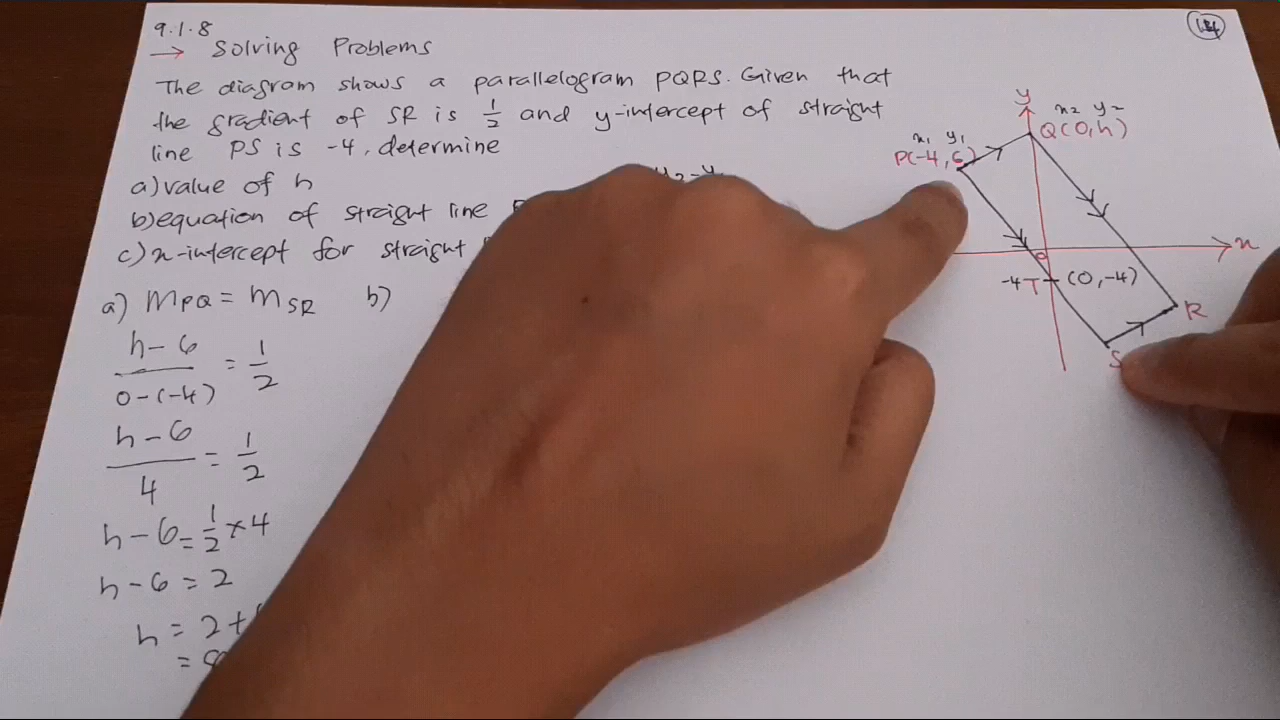 9.1.8
→ Solving Problems
The diagram shows a parallelogram PQRS. Given that
the gradient of SR is 1/2 and y-intercept of straight
line PS is -4, determine
a) value of h
b) equation of straight line
c) x-intercept for straight
a) mPQ = mSR
h-6 / 0-(-4) = 1/2
h-6 / 4 = 1/2
h-6 = 1/2 × 4
h-6 = 2
h = 2+
= 8
b)
y
x2 y2
Q(0,h)
x1 y1
P(-4,6)
x
O
-4 T (0,-4)
R
S